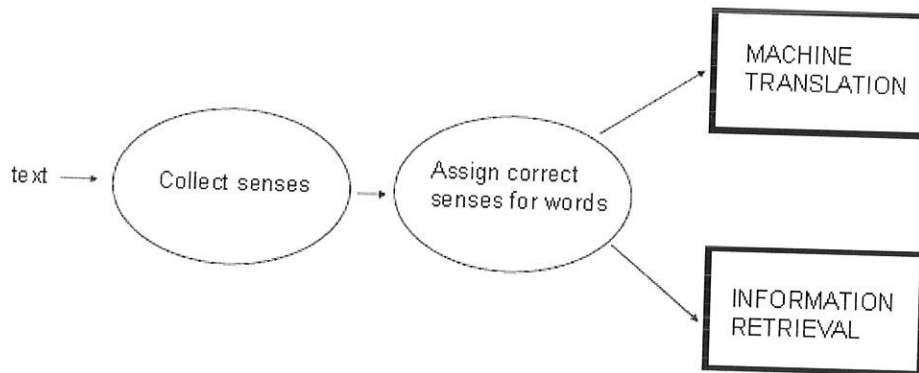 text
Collect senses
Assign correct
senses for words
MACHINE
TRANSLATION
INFORMATION
RETRIEVAL